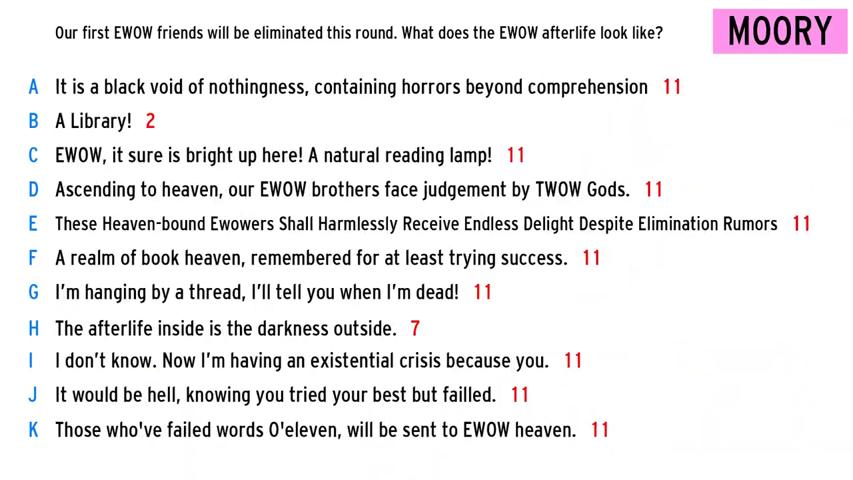 Our first EWOW friends will be eliminated this round. What does the EWOW afterlife look like?
MOORY
A It is a black void of nothingness, containing horrors beyond comprehension 11
B A Library! 2
C EWOW, it sure is bright up here! A natural reading lamp! 11
D Ascending to heaven, our EWOW brothers face judgement by TWOW Gods. 11
E These Heaven-bound Ewowers Shall Harmlessly Receive Endless Delight Despite Elimination Rumors 11
F A realm of book heaven, remembered for at least trying success. 11
G I'm hanging by a thread, I'll tell you when I'm dead! 11
H The afterlife inside is the darkness outside. 7
I I don't know. Now I'm having an existential crisis because you. 11
J It would be hell, knowing you tried your best but failled. 11
K Those who've failed words O'eleven, will be sent to EWOW heaven. 11